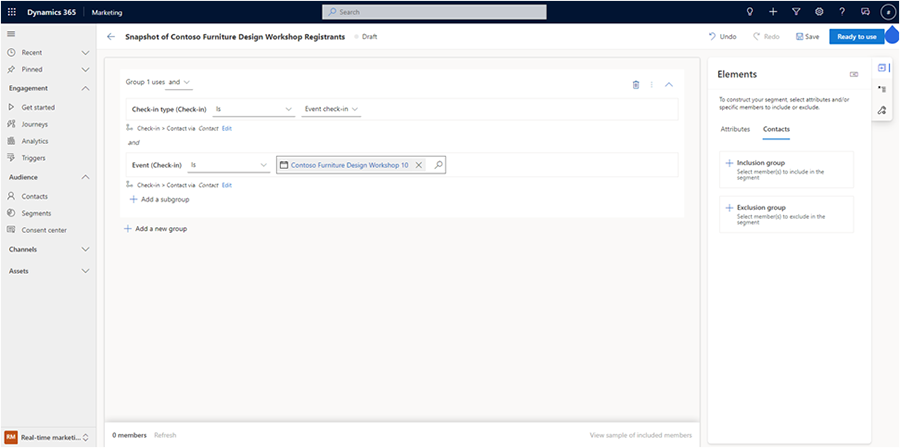 Dynamics 365
Marketing
Search
Snapshot of Contoso Furniture Design Workshop Registrants
Draft
Undo
Redo
Save
Ready to use
Recent
Pinned
Engagement
Get started
Journeys
Analytics
Triggers
Audience
Contacts
Segments
Consent center
Channels
Assets
RM
Real-time marketi...
Group 1 uses and
Check-in type (Check-in) Is Event check-in
Check-in > Contact via Contact Edit
and
Event (Check-in) Is Contoso Furniture Design Workshop 10
Check-in > Contact via Contact Edit
Add a subgroup
Add a new group
0 members
Refresh
View sample of included members
Elements
To construct your segment, select attributes and/or
specific members to include or exclude.
Attributes
Contacts
Inclusion group
Select member(s) to include in the
segment
Exclusion group
Select member(s) to exclude in the
segment